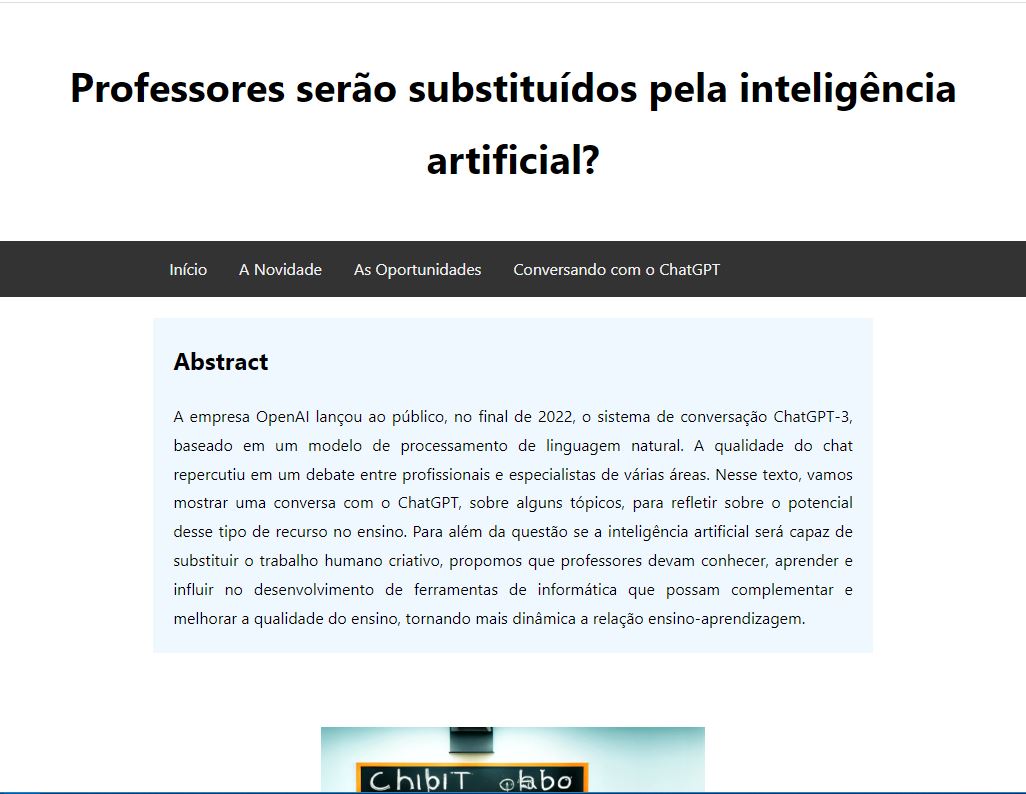 Professores serão substituídos pela inteligência
artificial?
Início A Novidade As Oportunidades Conversando com o ChatGPT
Abstract
A empresa OpenAI lançou ao público, no final de 2022, o sistema de conversação ChatGPT-3,
baseado em um modelo de processamento de linguagem natural. A qualidade do chat
repercutiu em um debate entre profissionais e especialistas de várias áreas. Nesse texto, vamos
mostrar uma conversa com o ChatGPT, sobre alguns tópicos, para refletir sobre o potencial
desse tipo de recurso no ensino. Para além da questão se a inteligência artificial será capaz de
substituir o trabalho humano criativo, propomos que professores devam conhecer, aprender e
influir no desenvolvimento de ferramentas de informática que possam complementar e
melhorar a qualidade do ensino, tornando mais dinâmica a relação ensino-aprendizagem.
ChibiT